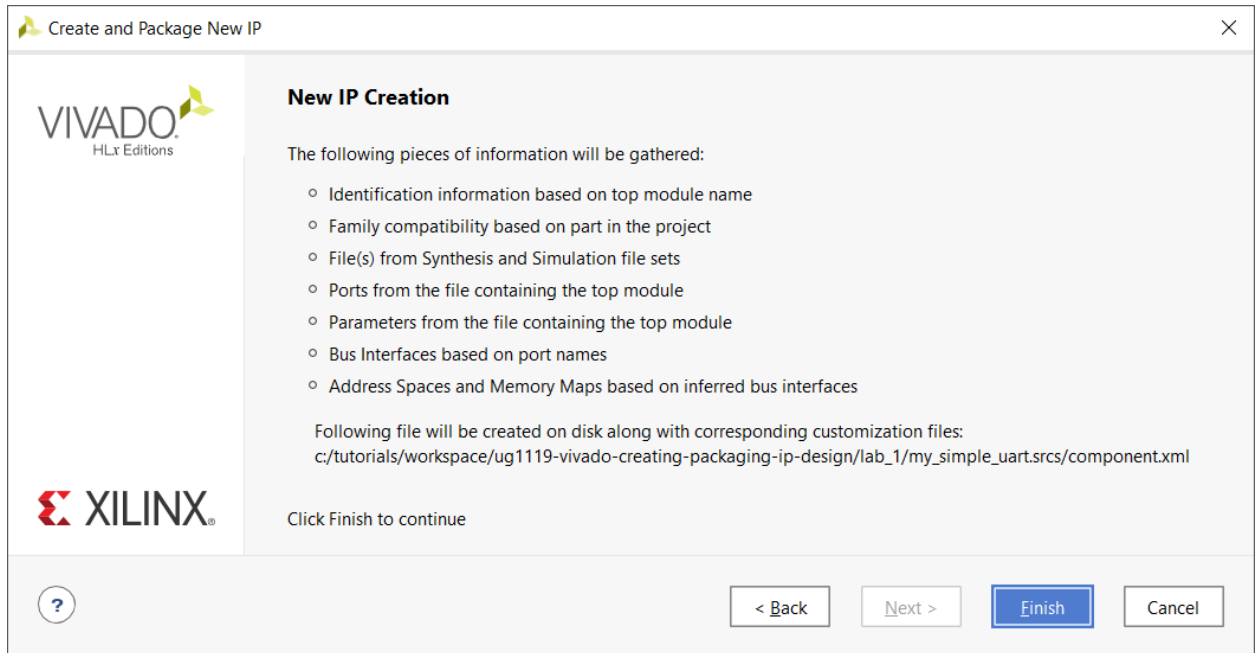 Create and Package New IP
VIVADO.
HLx Editions
New IP Creation
The following pieces of information will be gathered:
Identification information based on top module name
Family compatibility based on part in the project
File(s) from Synthesis and Simulation file sets
Ports from the file containing the top module
Parameters from the file containing the top module
Bus Interfaces based on port names
Address Spaces and Memory Maps based on inferred bus interfaces
Following file will be created on disk along with corresponding customization files:
c:/tutorials/workspace/ug1119-vivado-creating-packaging-ip-design/lab_1/my_simple_uart.srcs/component.xml
XILINX®
Click Finish to continue
?
< Back
Next >
Finish
Cancel